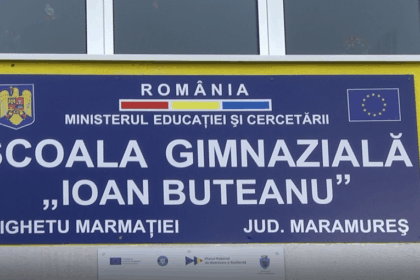 ROMÂNIA
MINISTERUL EDUCAȚIEI ȘI CERCETĂRII
ȘCOALA GIMNAZIALĂ
„IOAN BUTEANU”
SIGHETU MARMAȚIEI JUD. MARAMUREȘ